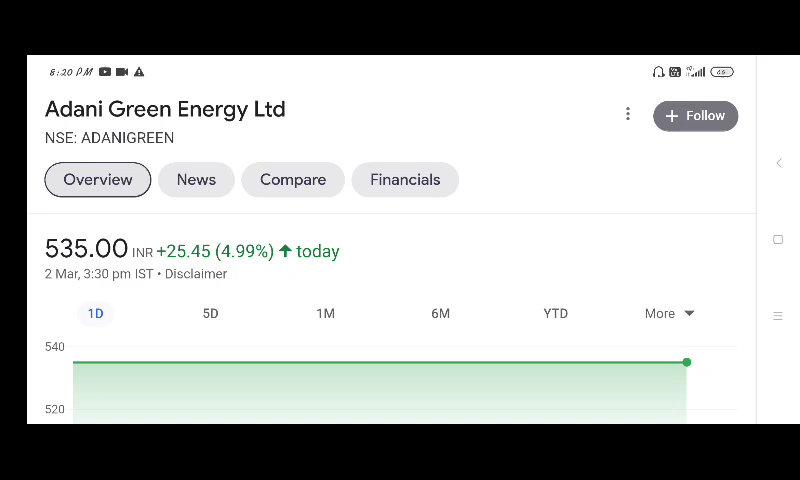 8:20 PM
Adani Green Energy Ltd
+ Follow
NSE: ADANIGREEN
Overview News Compare Financials
535.00 INR +25.45 (4.99%) ↑ today
2 Mar, 3:30 pm IST • Disclaimer
1D 5D 1M 6M YTD More
540
520